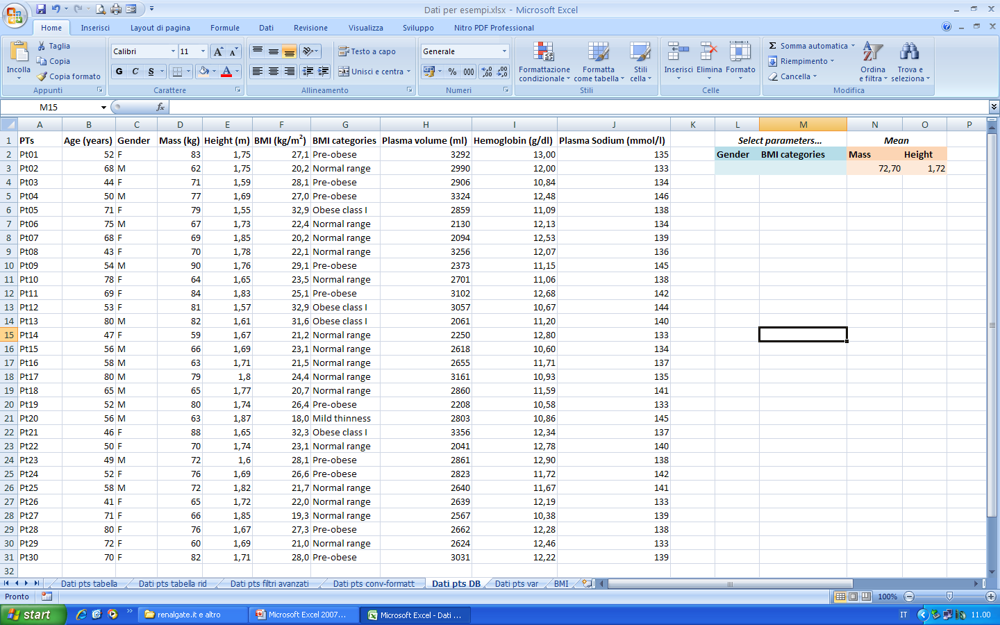 Dati per esempi.xlsx - Microsoft Excel
Home Inserisci Layout di pagina Formule Dati Revisione Visualizza Sviluppo Nitro PDF Professional
Incolla
Taglia
Copia
Copia formato
Appunti
Calibri 11
G C S
Carattere
Testo a capo
Unisci e centra
Allineamento
Generale
% 000
Numeri
Formattazione condizionale
Formatta come tabella
Stili cella
Stili
Inserisci Elimina Formato
Celle
Somma automatica
Riempimento
Cancella
Ordina e filtra
Trova e seleziona
Modifica
M15 fx
A B C D E F G H I J K L M N O P
1 PTs Age (years) Gender Mass (kg) Height (m) BMI (kg/m²) BMI categories Plasma volume (ml) Hemoglobin (g/dl) Plasma Sodium (mmol/l) Select parameters... Mean
2 Pt01 52 F 83 1,75 27,1 Pre-obese 3292 13,00 135 Gender BMI categories Mass Height
3 Pt02 68 M 62 1,75 20,2 Normal range 2990 12,00 133 72,70 1,72
4 Pt03 44 F 71 1,59 28,1 Pre-obese 2906 10,84 134
5 Pt04 50 M 77 1,69 27,0 Pre-obese 3324 12,48 146
6 Pt05 71 F 79 1,55 32,9 Obese class I 2859 11,09 138
7 Pt06 75 M 67 1,73 22,4 Normal range 2130 12,13 134
8 Pt07 68 F 69 1,85 20,2 Normal range 2094 12,53 139
9 Pt08 43 F 70 1,78 22,1 Normal range 3256 12,07 136
10 Pt09 54 M 90 1,76 29,1 Pre-obese 2373 11,15 145
11 Pt10 78 F 64 1,65 23,5 Normal range 2701 11,06 138
12 Pt11 69 F 84 1,83 25,1 Pre-obese 3102 12,68 142
13 Pt12 53 F 81 1,57 32,9 Obese class I 3057 10,67 144
14 Pt13 80 M 82 1,61 31,6 Obese class I 2061 11,20 140
15 Pt14 47 F 59 1,67 21,2 Normal range 2250 12,80 133
16 Pt15 56 M 66 1,69 23,1 Normal range 2618 10,60 134
17 Pt16 58 M 63 1,71 21,5 Normal range 2655 11,71 137
18 Pt17 80 M 79 1,8 24,4 Normal range 3161 10,93 135
19 Pt18 65 M 65 1,77 20,7 Normal range 2860 11,59 141
20 Pt19 52 M 80 1,74 26,4 Pre-obese 2208 10,58 133
21 Pt20 56 M 63 1,87 18,0 Mild thinness 2803 10,86 145
22 Pt21 46 F 88 1,65 32,3 Obese class I 3356 12,34 137
23 Pt22 50 F 70 1,74 23,1 Normal range 2041 12,78 140
24 Pt23 49 M 72 1,6 28,1 Pre-obese 2861 12,90 138
25 Pt24 52 F 76 1,69 26,6 Pre-obese 2823 11,72 142
26 Pt25 58 M 72 1,82 21,7 Normal range 2640 11,67 141
27 Pt26 41 F 65 1,72 22,0 Normal range 2639 12,19 133
28 Pt27 71 F 66 1,85 19,3 Normal range 2567 10,38 139
29 Pt28 80 F 76 1,67 27,3 Pre-obese 2662 12,28 138
30 Pt29 72 F 60 1,69 21,0 Normal range 2624 12,46 133
31 Pt30 70 F 82 1,71 28,0 Pre-obese 3031 12,22 139
32
Dati pts tabella Dati pts tabella rid Dati pts filtri avanzati Dati pts conv-formatt Dati pts DB Dati pts var BMI
Pronto 100%
start renalgate.it e altro Microsoft Excel 2007... Microsoft Excel - Dati ... IT 11.00